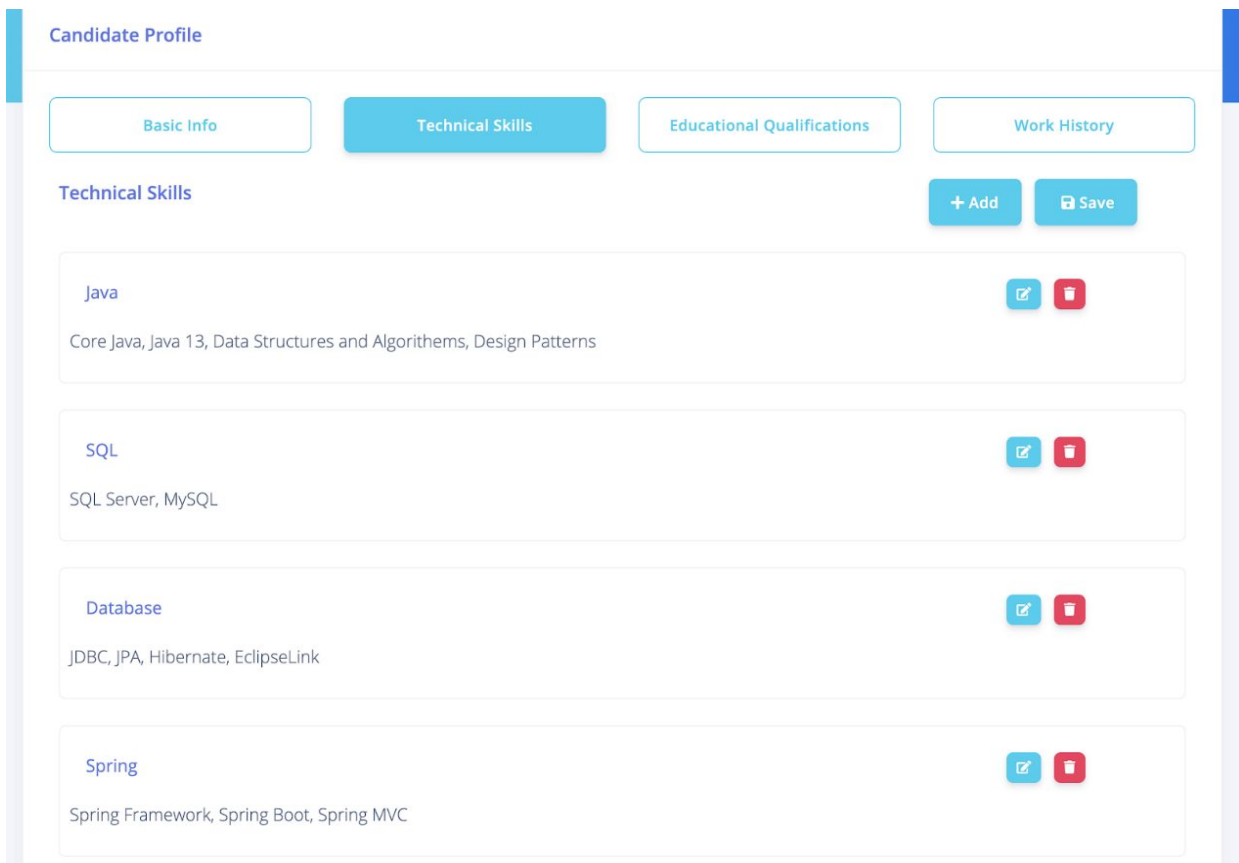 Candidate Profile
Basic Info
Technical Skills
Educational Qualifications
Work History
Technical Skills
Add
Save
Java
Core Java, Java 13, Data Structures and Algorithems, Design Patterns
SQL
SQL Server, MySQL
Database
JDBC, JPA, Hibernate, EclipseLink
Spring
Spring Framework, Spring Boot, Spring MVC